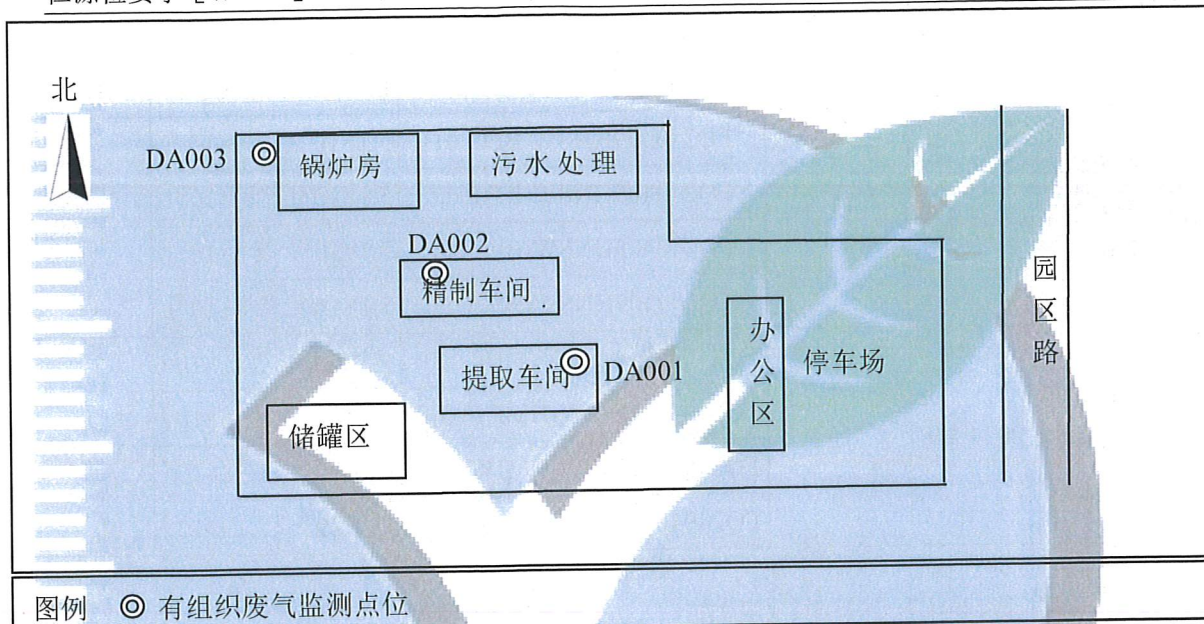 北
DA003
锅炉房
污水处理
DA002
精制车间
提取车间
DA001
储罐区
办公区
停车场
园区路
图例 ◎ 有组织废气监测点位